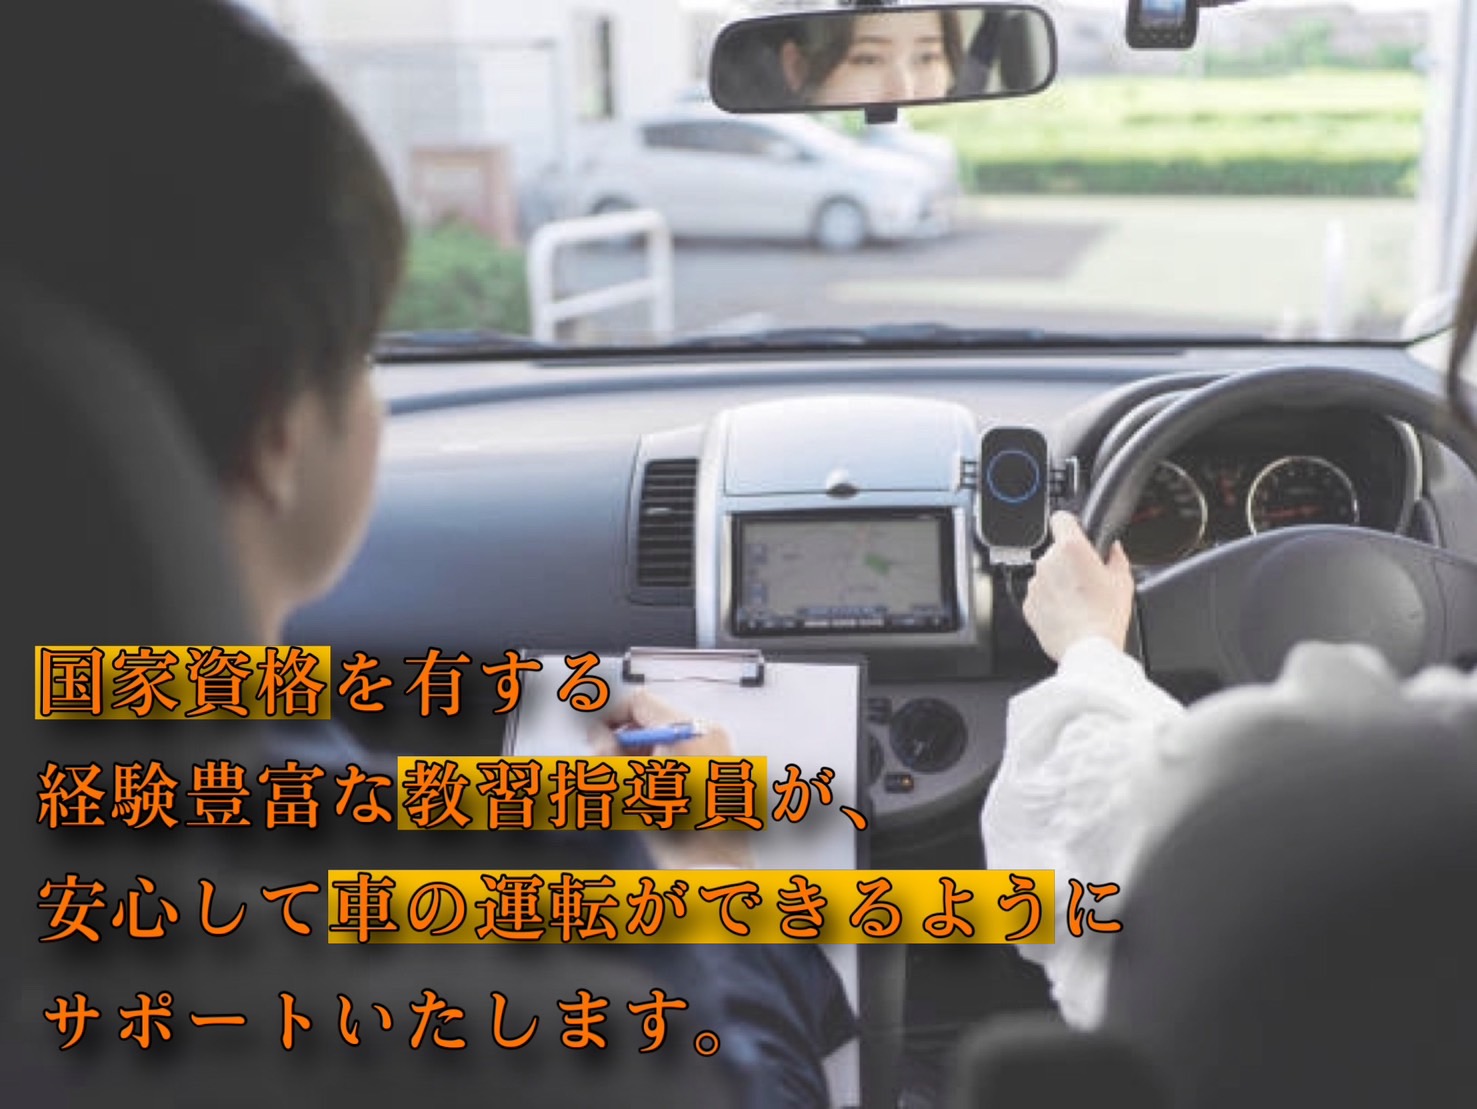 国家資格を有する
経験豊富な教習指導員が、
安心して車の運転ができるように
サポートいたします。